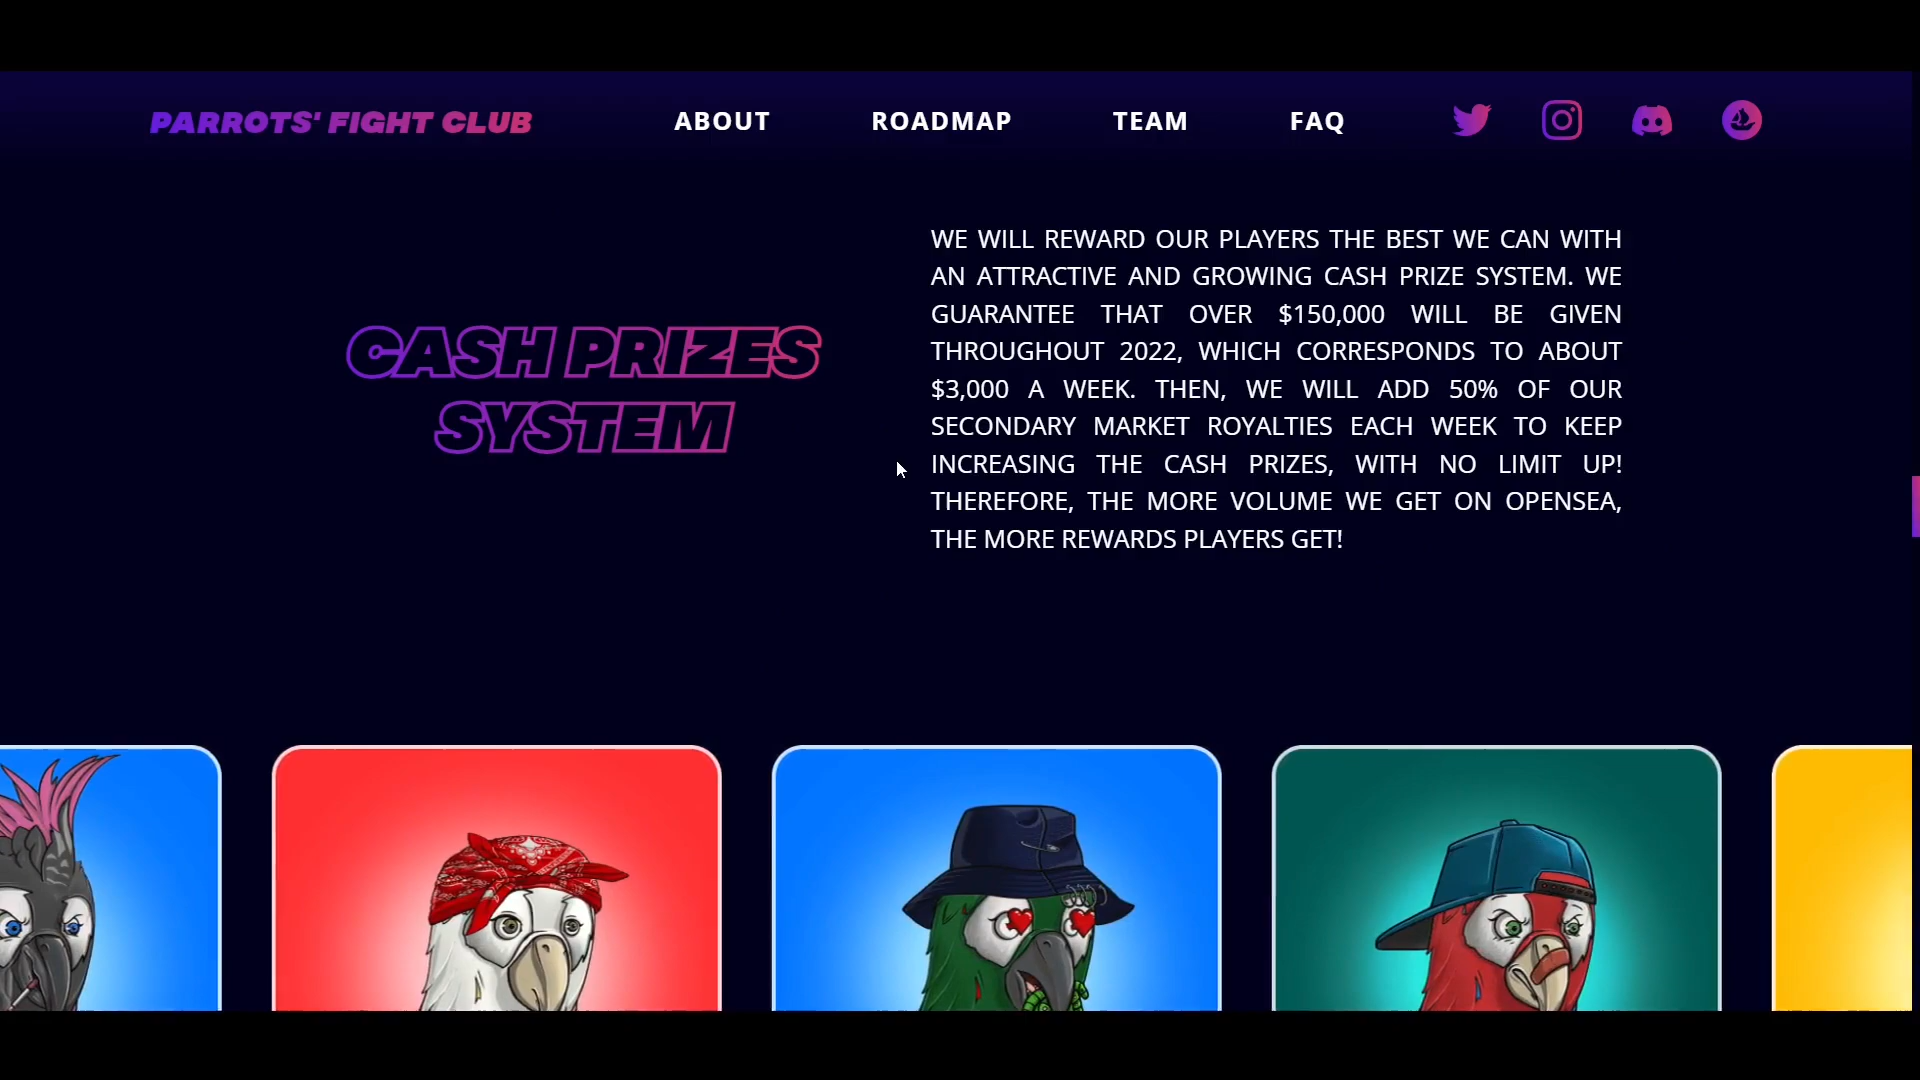 PARROTS' FIGHT CLUB
ABOUT
ROADMAP
TEAM
FAQ
CASH PRIZES
SYSTEM
WE WILL REWARD OUR PLAYERS THE BEST WE CAN WITH
AN ATTRACTIVE AND GROWING CASH PRIZE SYSTEM. WE
GUARANTEE THAT OVER $150,000 WILL BE GIVEN
THROUGHOUT 2022, WHICH CORRESPONDS TO ABOUT
$3,000 A WEEK. THEN, WE WILL ADD 50% OF OUR
SECONDARY MARKET ROYALTIES EACH WEEK TO KEEP
INCREASING THE CASH PRIZES, WITH NO LIMIT UP!
THEREFORE, THE MORE VOLUME WE GET ON OPENSEA,
THE MORE REWARDS PLAYERS GET!